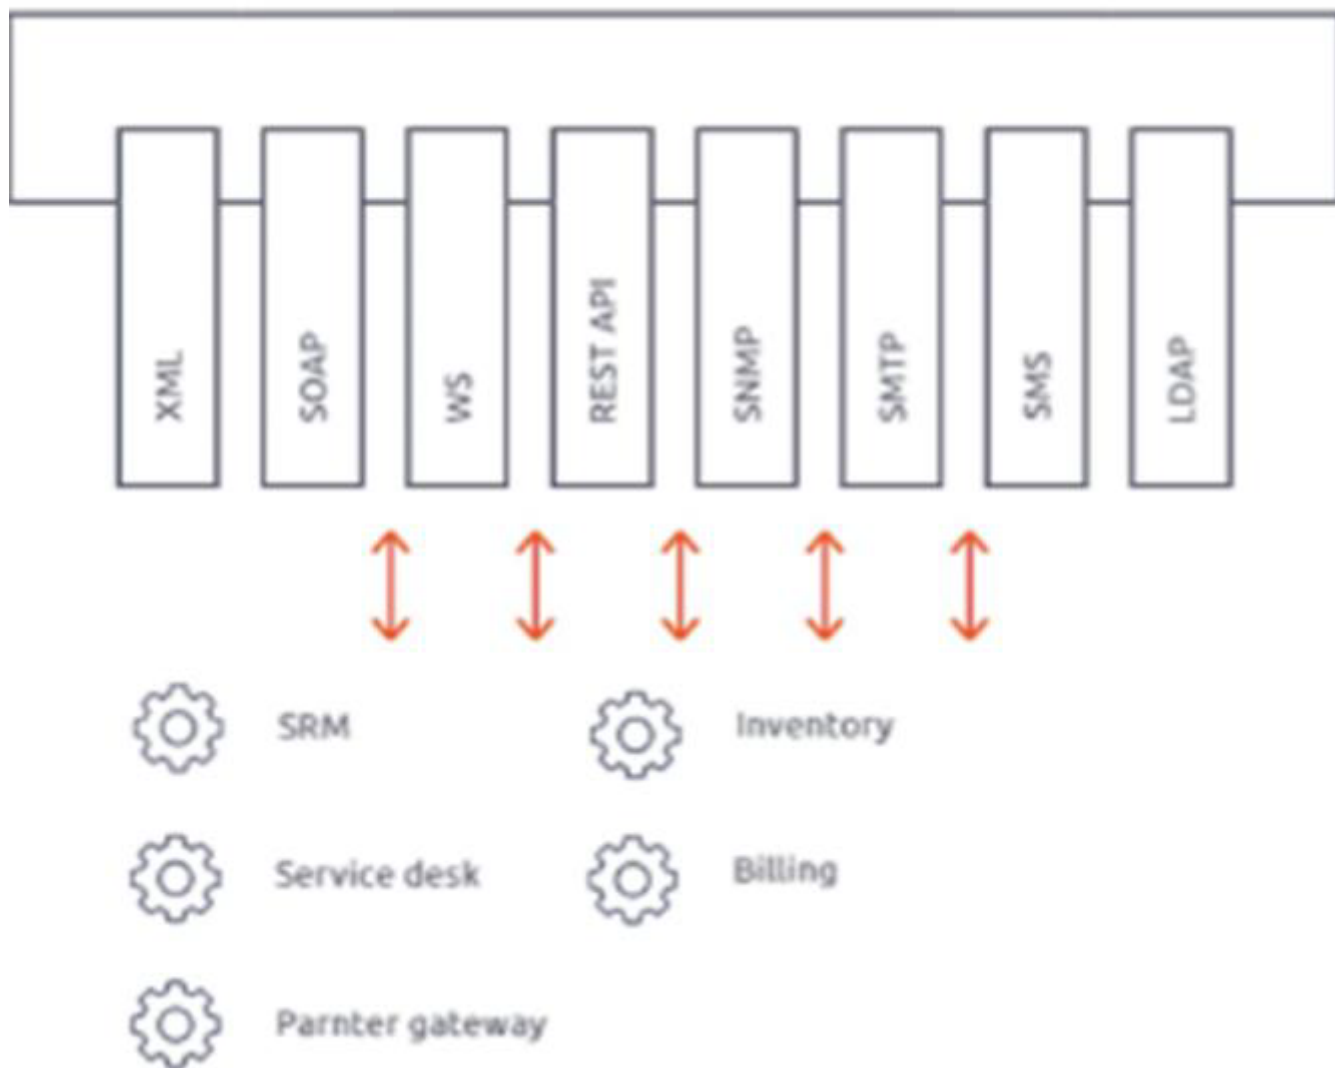 XML
SOAP
WS
REST API
SNMP
SMTP
SMS
LDAP
SRM
Inventory
Service desk
Billing
Parnter gateway